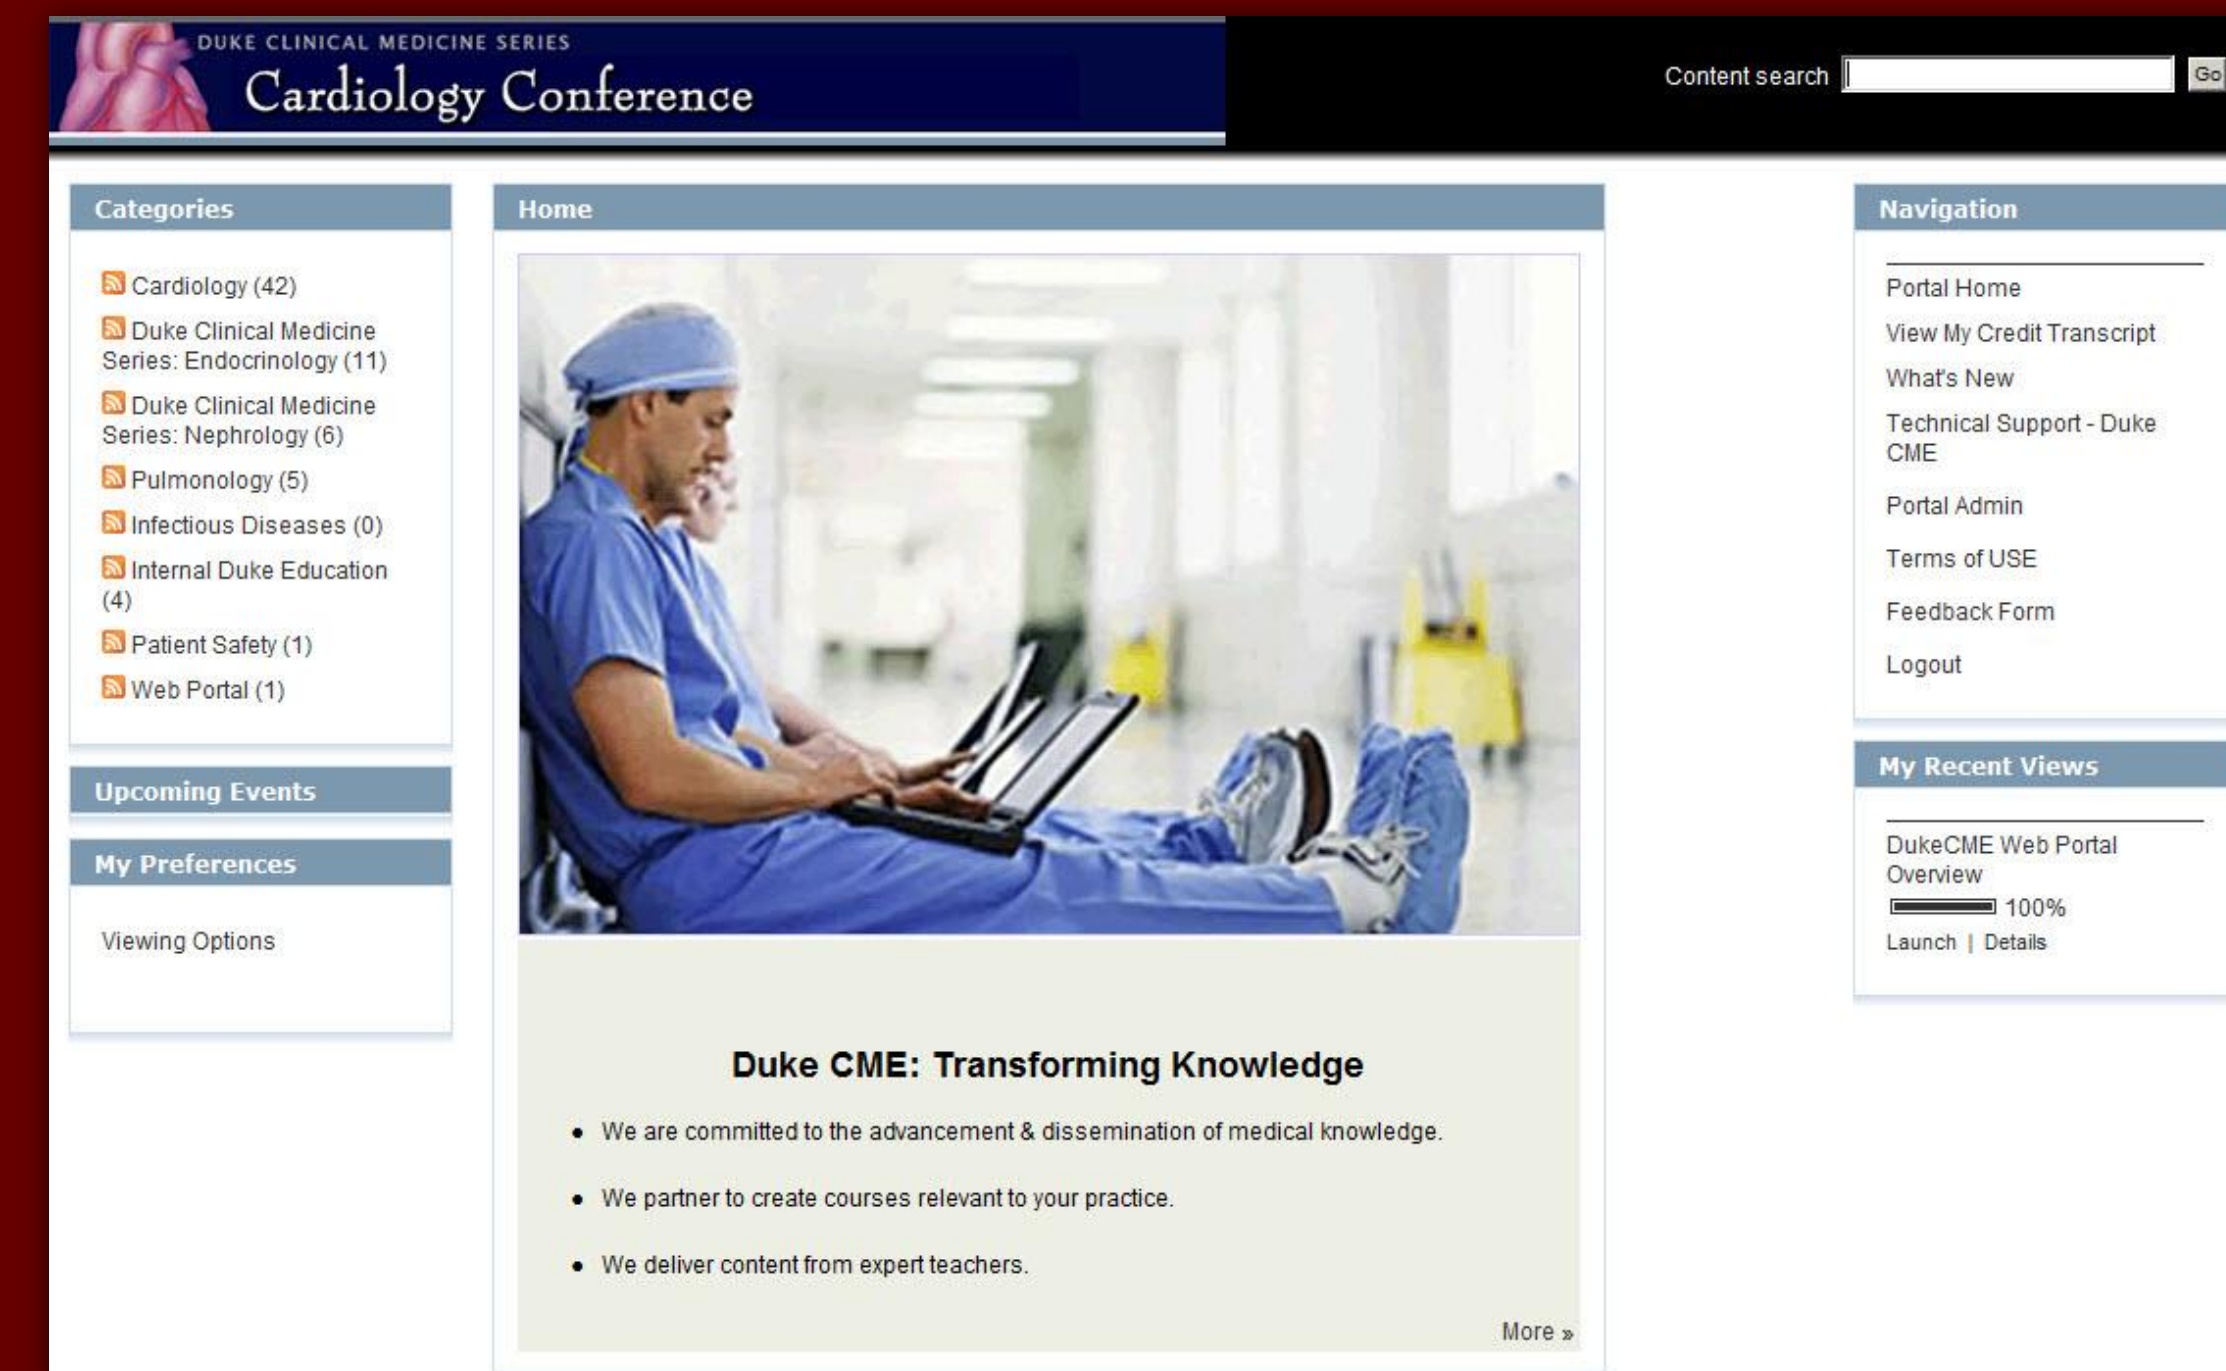 DUKE CLINICAL MEDICINE SERIES
Cardiology Conference
Content search
Go
Categories
Cardiology (42)
Duke Clinical Medicine
Series: Endocrinology (11)
Duke Clinical Medicine
Series: Nephrology (6)
Pulmonology (5)
Infectious Diseases (0)
Internal Duke Education
(4)
Patient Safety (1)
Web Portal (1)
Upcoming Events
My Preferences
Viewing Options
Home
Duke CME: Transforming Knowledge
• We are committed to the advancement & dissemination of medical knowledge.
• We partner to create courses relevant to your practice.
• We deliver content from expert teachers.
More »
Navigation
Portal Home
View My Credit Transcript
What's New
Technical Support - Duke
CME
Portal Admin
Terms of USE
Feedback Form
Logout
My Recent Views
DukeCME Web Portal
Overview
100%
Launch | Details